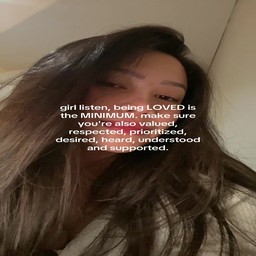 girl listen, being LOVED is
the MINIMUM. make sure
you're also valued,
respected, prioritized,
desired, heard, understood
and supported.